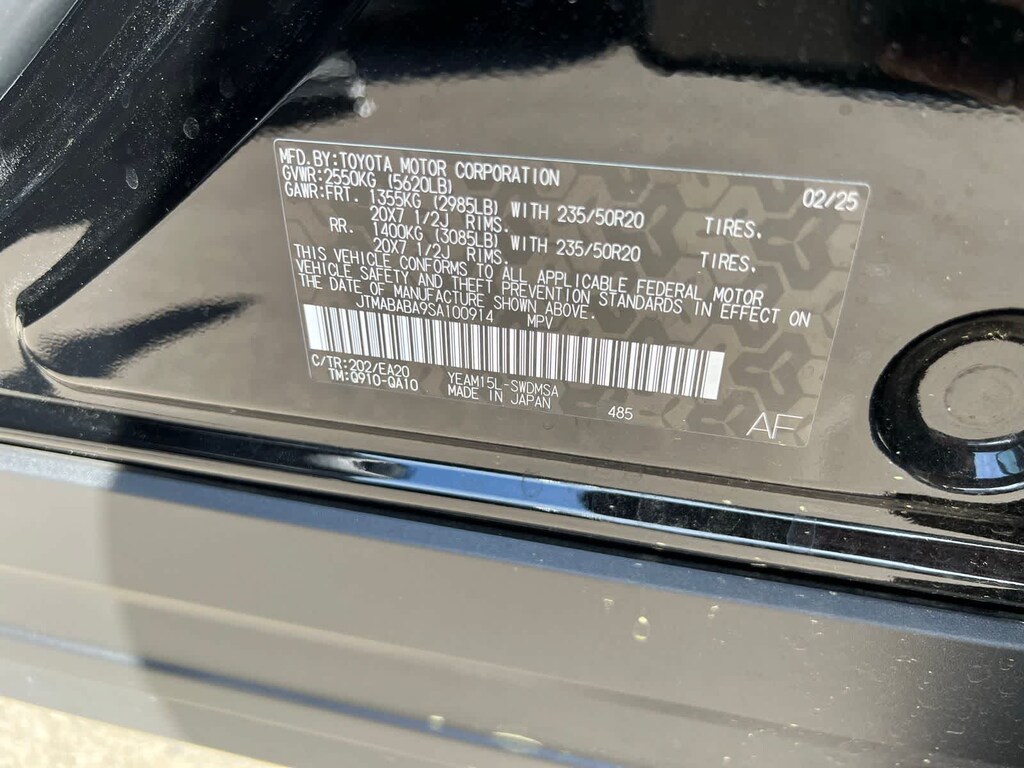 MFD. BY: TOYOTA MOTOR CORPORATION 02/25
GVWR: 2550KG (5620LB)
GAWR: FRT. 1355KG (2985LB) WITH 235/50R20 TIRES,
20X7 1/2J RIMS.
RR. 1400KG (3085LB) WITH 235/50R20 TIRES,
20X7 1/2J RIMS.
THIS VEHICLE CONFORMS TO ALL APPLICABLE FEDERAL MOTOR
VEHICLE SAFETY AND THEFT PREVENTION STANDARDS IN EFFECT ON
THE DATE OF MANUFACTURE SHOWN ABOVE.
JTMABABA9SA100914 MPV
C/TR: 202/EA20 YEAM15L-SWDMSA
TM: Q910-QA10 MADE IN JAPAN 485 AF